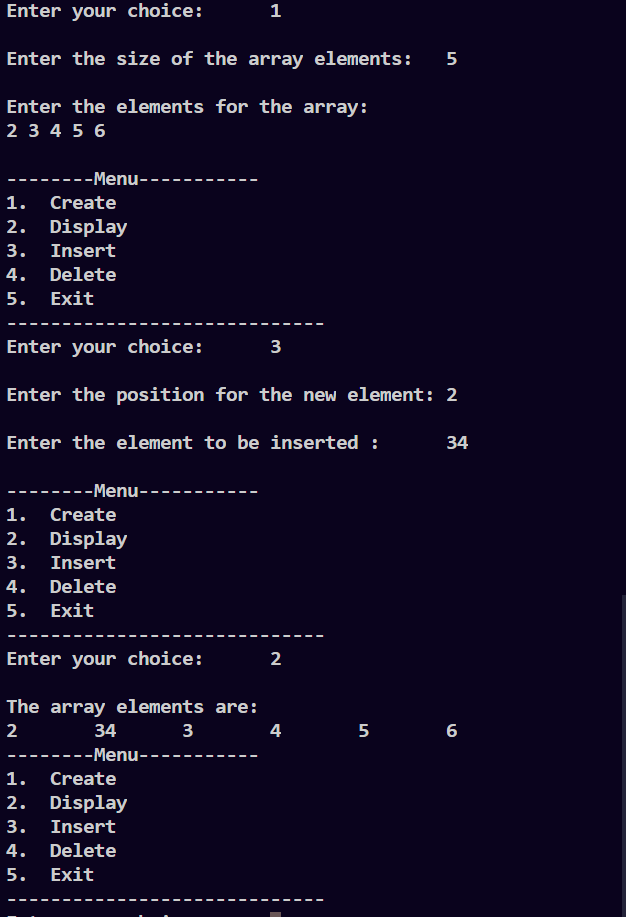 Enter your choice:      1
Enter the size of the array elements:   5
Enter the elements for the array:
2 3 4 5 6
--------Menu-----------
1.  Create
2.  Display
3.  Insert
4.  Delete
5.  Exit
-----------------------------
Enter your choice:      3
Enter the position for the new element: 2
Enter the element to be inserted :      34
--------Menu-----------
1.  Create
2.  Display
3.  Insert
4.  Delete
5.  Exit
-----------------------------
Enter your choice:      2
The array elements are:
2       34      3       4       5       6
--------Menu-----------
1.  Create
2.  Display
3.  Insert
4.  Delete
5.  Exit
-----------------------------